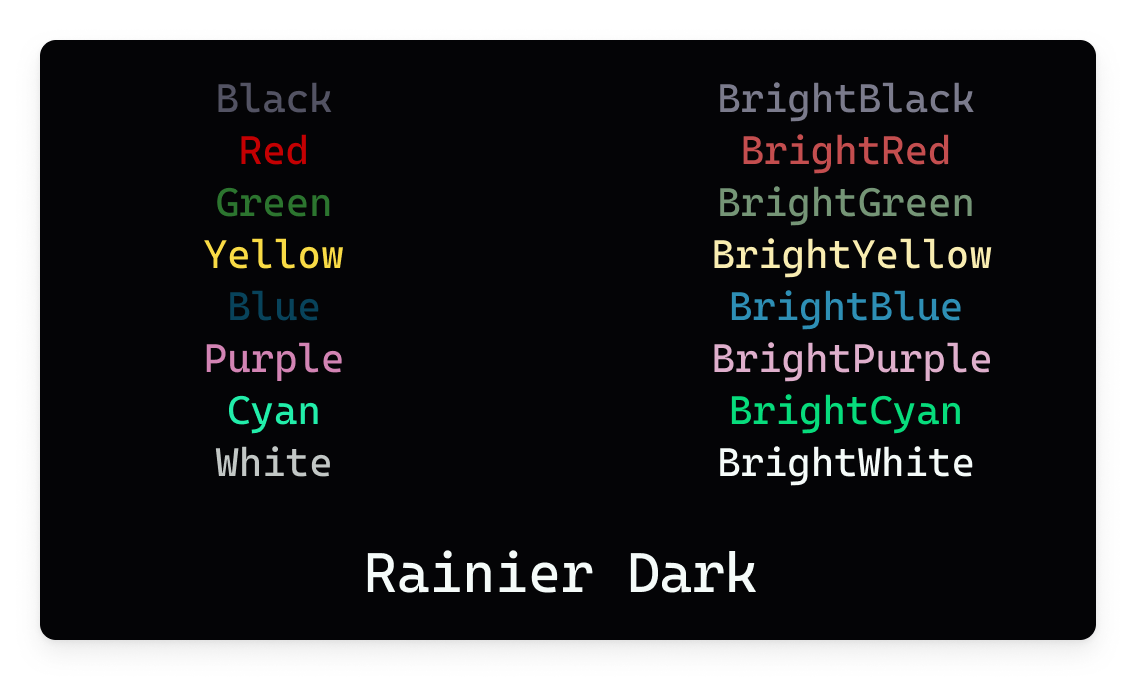 Black
Red
Green
Yellow
Blue
Purple
Cyan
White
BrightBlack
BrightRed
BrightGreen
BrightYellow
BrightBlue
BrightPurple
BrightCyan
BrightWhite
Rainier Dark